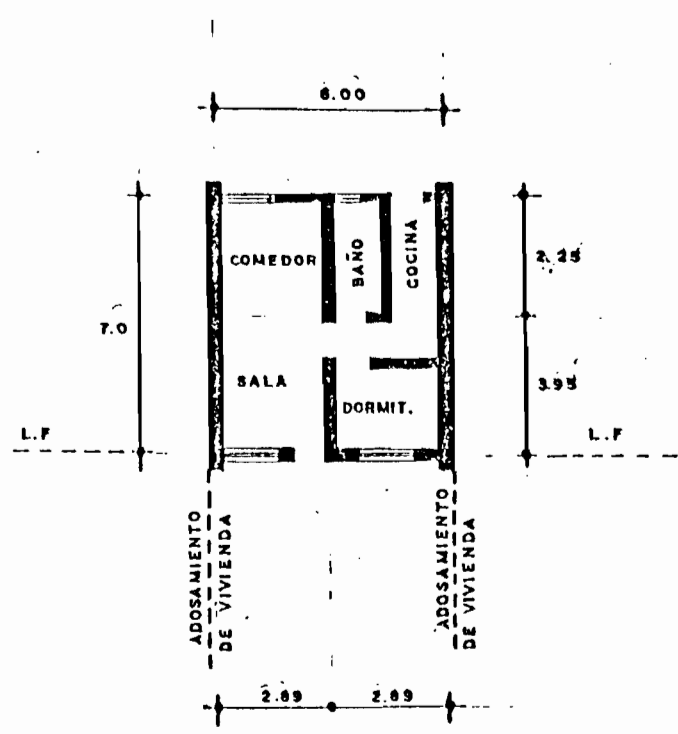 6.00
COMEDOR
BAÑO
COCINA
2.25
7.0
SALA
DORMIT.
3.95
L.F
L.F
ADOSAMIENTO
DE VIVIENDA
ADOSAMIENTO
DE VIVIENDA
2.89
2.89